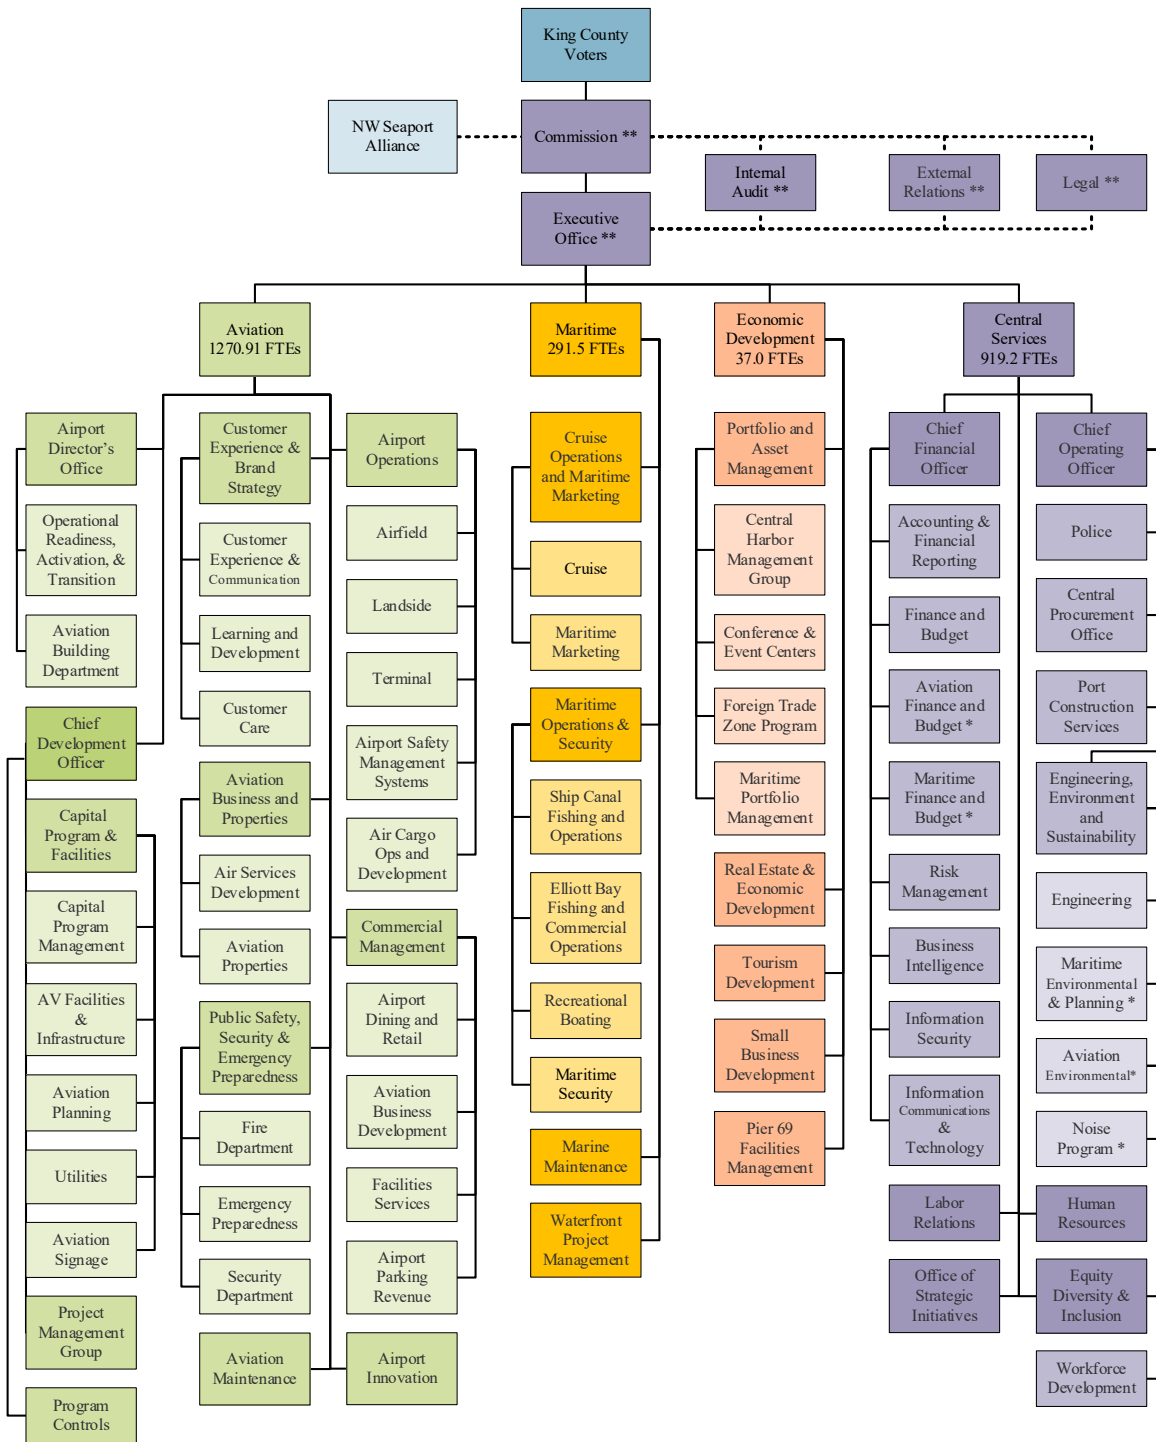 King County
Voters
NW Seaport
Alliance
Commission **
Internal
Audit **
External
Relations **
Legal **
Executive
Office **
Aviation
1270.91 FTEs
Maritime
291.5 FTEs
Economic
Development
37.0 FTEs
Central
Services
919.2 FTEs
Airport
Director's
Office
Operational
Readiness,
Activation, &
Transition
Aviation
Building
Department
Chief
Development
Officer
Capital
Program &
Facilities
Capital
Program
Management
AV Facilities
&
Infrastructure
Aviation
Planning
Utilities
Aviation
Signage
Project
Management
Group
Program
Controls
Customer
Experience &
Brand
Strategy
Customer
Experience &
Communication
Learning and
Development
Customer
Care
Aviation
Business and
Properties
Air Services
Development
Aviation
Properties
Public Safety,
Security &
Emergency
Preparedness
Fire
Department
Emergency
Preparedness
Security
Department
Aviation
Maintenance
Airport
Operations
Airfield
Landside
Terminal
Airport Safety
Management
Systems
Air Cargo
Ops and
Development
Commercial
Management
Airport
Dining and
Retail
Aviation
Business
Development
Facilities
Services
Airport
Parking
Revenue
Airport
Innovation
Cruise
Operations
and Maritime
Marketing
Cruise
Maritime
Marketing
Maritime
Operations &
Security
Ship Canal
Fishing and
Operations
Elliott Bay
Fishing and
Commercial
Operations
Recreational
Boating
Maritime
Security
Marine
Maintenance
Waterfront
Project
Management
Portfolio and
Asset
Management
Central
Harbor
Management
Group
Conference &
Event Centers
Foreign Trade
Zone Program
Maritime
Portfolio
Management
Real Estate &
Economic
Development
Tourism
Development
Small
Business
Development
Pier 69
Facilities
Management
Chief
Financial
Officer
Accounting &
Financial
Reporting
Finance and
Budget
Aviation
Finance and
Budget *
Maritime
Finance and
Budget *
Risk
Management
Business
Intelligence
Information
Security
Information
Communications
&
Technology
Labor
Relations
Office of
Strategic
Initiatives
Chief
Operating
Officer
Police
Central
Procurement
Office
Port
Construction
Services
Engineering,
Environment
and
Sustainability
Engineering
Maritime
Environmental
& Planning *
Aviation
Environmental*
Noise
Program *
Human
Resources
Equity
Diversity &
Inclusion
Workforce
Development